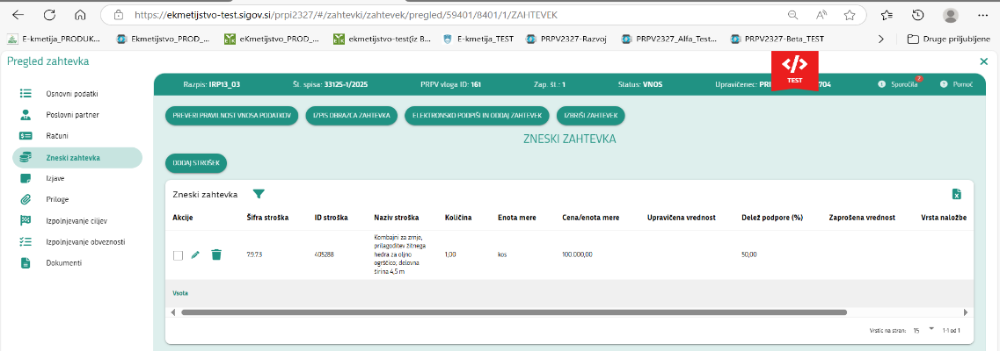 https://ekmetijstvo-test.sigov.si/prpi2327/#/zahtevki/zahtevek/pregled/59401/8401/1/ZAHTEVEK
E-kmetija_PRODUK...
Ekmetijstvo_PROD_...
eKmetijstvo_PROD_...
ekmetijstvo-test(iz B...
E-kmetija_TEST
PRPV2327-Razvoj
PRPV2327_Alfa_Test...
PRPV2327-Beta_TEST
Druge priljubljene
Pregled zahtevka
TEST
Razpis: IRP13_03
Št. spisa: 33125-1/2025
PRPV vloga ID: 161
Zap. št.: 1
Status: VNOS
Upravičenec: PRI
704
Sporočila
Pomoč
Osnovni podatki
Poslovni partner
Računi
Zneski zahtevka
Izjave
Priloge
Izpolnjevanje ciljev
Izpolnjevanje obveznosti
Dokumenti
PREVERI PRAVILNOST VNOSA PODATKOV
IZPIS OBRAZCA ZAHTEVKA
ELEKTRONSKO PODPIŠI IN ODDAJ ZAHTEVEK
IZBRIŠI ZAHTEVEK
ZNESKI ZAHTEVKA
DODAJ STROŠEK
Zneski zahtevka
Akcije
Šifra stroška
ID stroška
Naziv stroška
Količina
Enota mere
Cena/enota mere
Upravičena vrednost
Delež podpore (%)
Zaprošena vrednost
Vrsta naložbe
7.9.7.3
405288
Kombajni za zrnje,
prilagoditev žitnega
hedra za oljno
ogrščico; delovna
širina 4,5 m
1,00
kos
100.000,00
50,00
Vsota
Vrstic na stran:
15
1-1 od 1